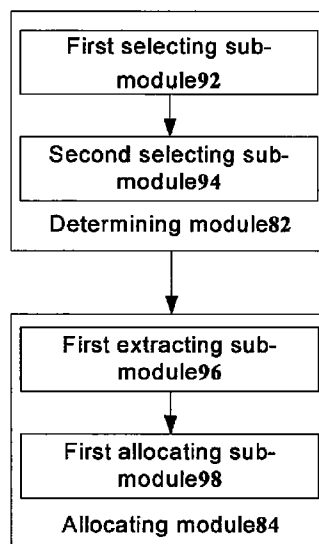 First selecting sub-
module92
Second selecting sub-
module94
Determining module82
First extracting sub-
module96
First allocating sub-
module98
Allocating module84